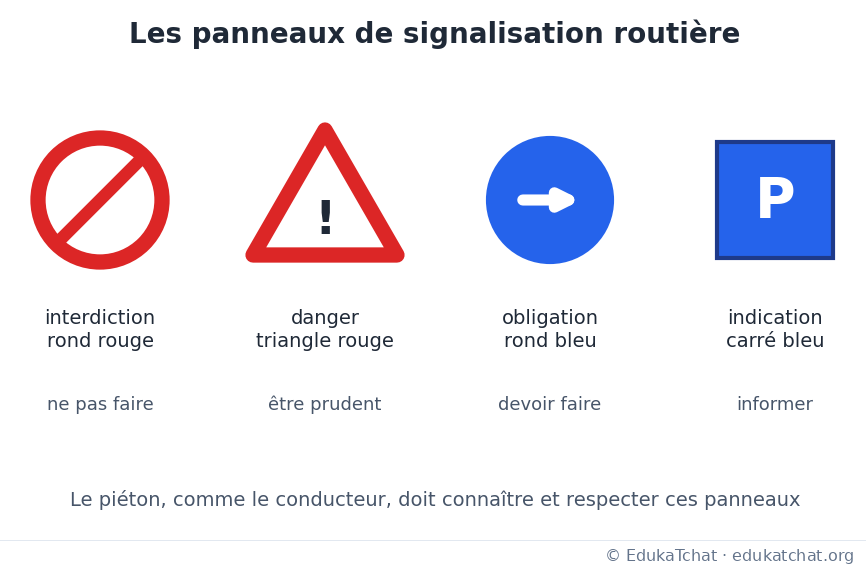 Les panneaux de signalisation routière
!
P
interdiction
rond rouge
danger
triangle rouge
obligation
rond bleu
indication
carré bleu
ne pas faire
être prudent
devoir faire
informer
Le piéton, comme le conducteur, doit connaître et respecter ces panneaux
© EdukaTchat · edukatchat.org